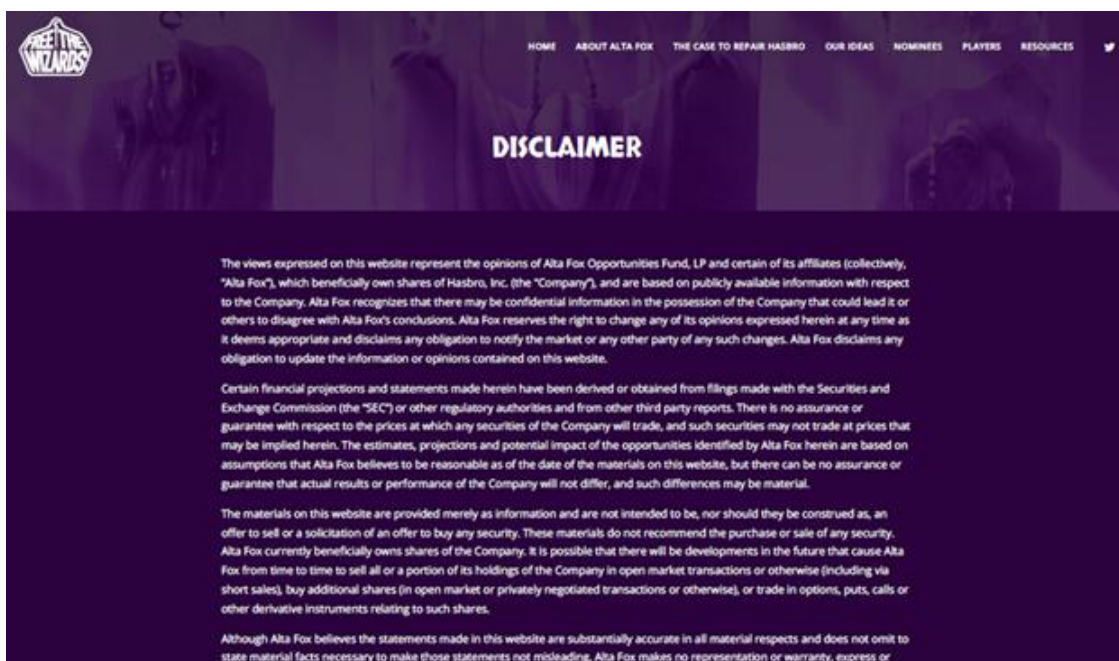 FREE THE
WIZARDS
HOME ABOUT ALTA FOX THE CASE TO REPAIR HASBRO OUR IDEAS NOMINEES PLAYERS RESOURCES
DISCLAIMER
The views expressed on this website represent the opinions of Alta Fox Opportunities Fund, LP and certain of its affiliates (collectively,
"Alta Fox"), which beneficially own shares of Hasbro, Inc. (the "Company"), and are based on publicly available information with respect
to the Company. Alta Fox recognizes that there may be confidential information in the possession of the Company that could lead it or
others to disagree with Alta Fox's conclusions. Alta Fox reserves the right to change any of its opinions expressed herein at any time as
it deems appropriate and disclaims any obligation to notify the market or any other party of any such changes. Alta Fox disclaims any
obligation to update the information or opinions contained on this website.
Certain financial projections and statements made herein have been derived or obtained from filings made with the Securities and
Exchange Commission (the "SEC") or other regulatory authorities and from other third party reports. There is no assurance or
guarantee with respect to the prices at which any securities of the Company will trade, and such securities may not trade at prices that
may be implied herein. The estimates, projections and potential impact of the opportunities identified by Alta Fox herein are based on
assumptions that Alta Fox believes to be reasonable as of the date of the materials on this website, but there can be no assurance or
guarantee that actual results or performance of the Company will not differ, and such differences may be material.
The materials on this website are provided merely as information and are not intended to be, nor should they be construed as, an
offer to sell or a solicitation of an offer to buy any security. These materials do not recommend the purchase or sale of any security.
Alta Fox currently beneficially owns shares of the Company. It is possible that there will be developments in the future that cause Alta
Fox from time to time to sell all or a portion of its holdings of the Company in open market transactions or otherwise (including via
short sales), buy additional shares (in open market or privately negotiated transactions or otherwise), or trade in options, puts, calls or
other derivative instruments relating to such shares.
Although Alta Fox believes the statements made in this website are substantially accurate in all material respects and does not omit to
state material facts necessary to make those statements not misleading, Alta Fox makes no representation or warranty, express or